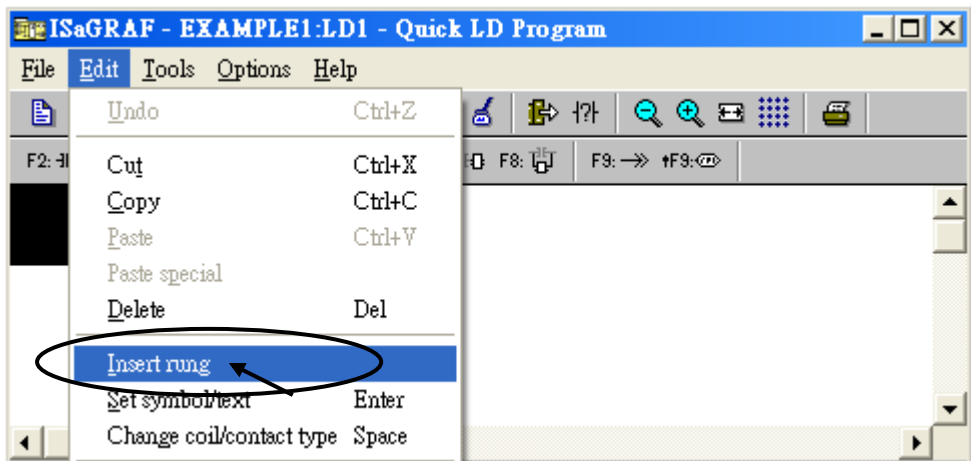 ISaGRAF - EXAMPLE1:LD1 - Quick LD Program
File Edit Tools Options Help
Undo Ctrl+Z
F2: F8: F9: F9:
Cut Ctrl+X
Copy Ctrl+C
Paste Ctrl+V
Paste special
Delete Del
Insert rung
Set symbol/text Enter
Change coil/contact type Space